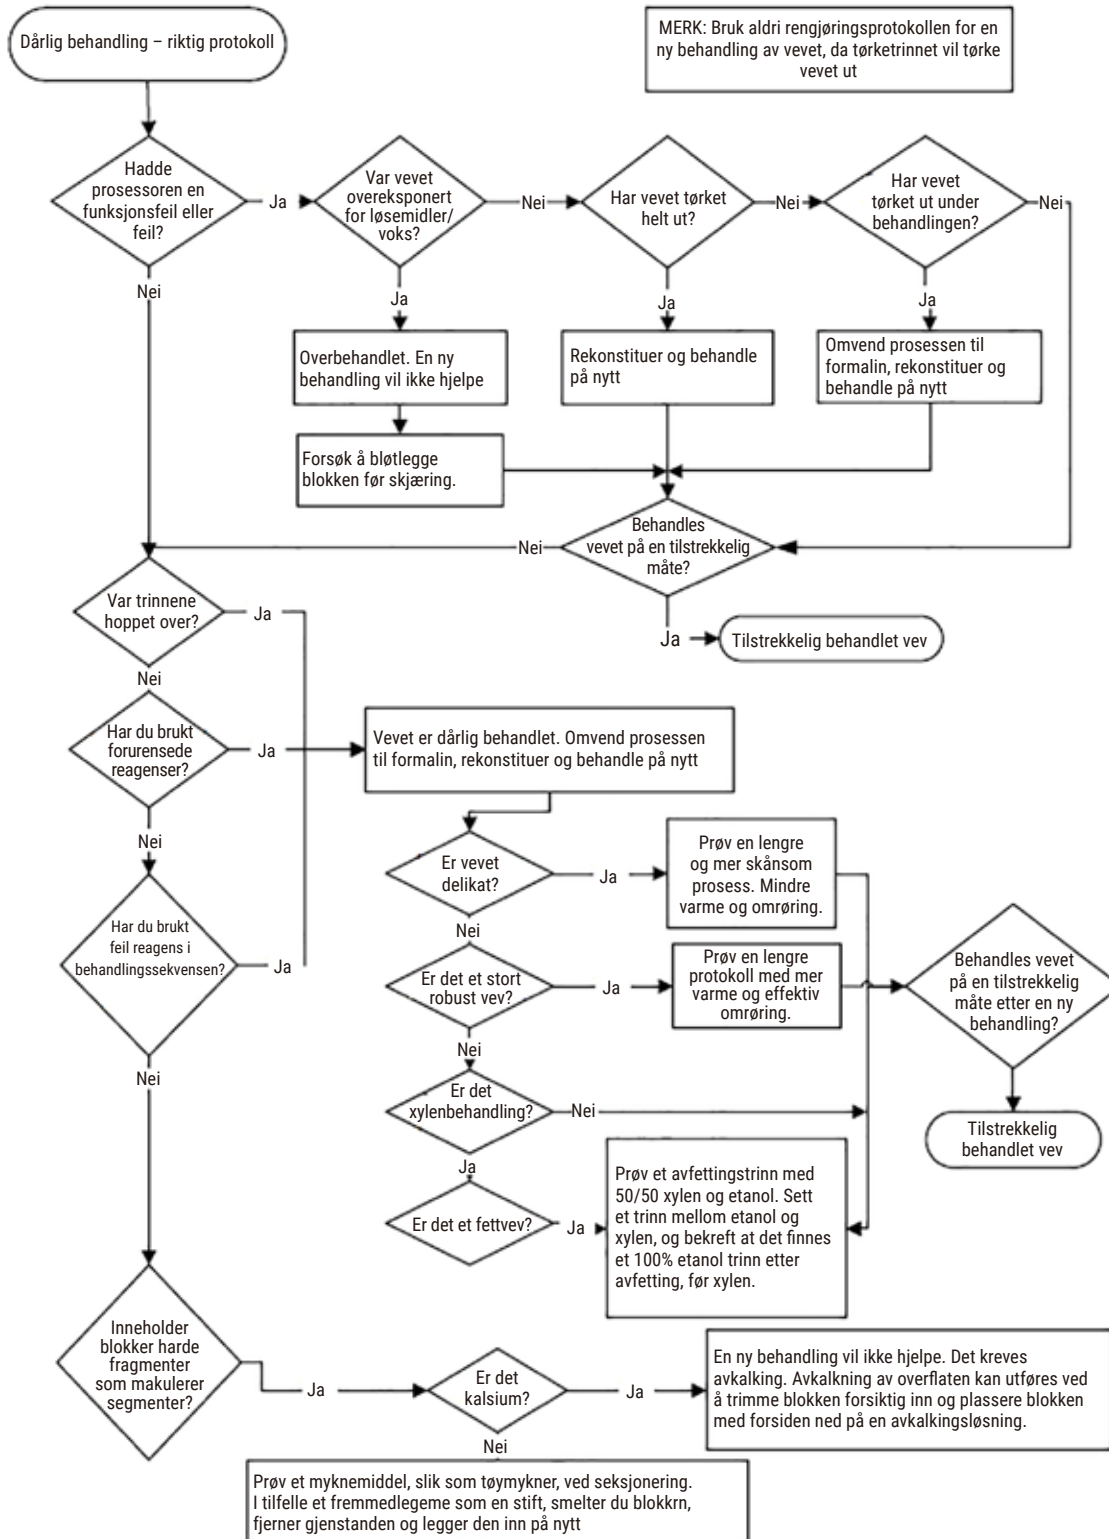 Dårlig behandling – riktig protokoll
MERK: Bruk aldri rengjøringsprotokollen for en
ny behandling av vevet, da tørketrinnet vil tørke
vevet ut
Hadde
prosessoren en
funksjonsfeil eller
feil?
Ja
Var vevet
overeksponert
for løsemidler/
voks?
Nei
Har vevet tørket
helt ut?
Nei
Har vevet
tørket ut under
behandlingen?
Nei
Nei
Ja
Ja
Ja
Overbehandlet. En ny
behandling vil ikke hjelpe
Rekonstituer og behandle
på nytt
Omvend prosessen til
formalin, rekonstituer og
behandle på nytt
Forsøk å bløtlegge
blokken før skjæring.
Behandles
vevet på en tilstrekkelig
måte?
Nei
Ja
Tilstrekkelig behandlet vev
Var trinnene
hoppet over?
Ja
Nei
Har du brukt
forurensede
reagenser?
Ja
Vevet er dårlig behandlet. Omvend prosessen
til formalin, rekonstituer og behandle på nytt
Nei
Har du brukt
feil reagens i
behandlingssekvensen?
Ja
Er vevet
delikat?
Ja
Prøv en lengre
og mer skånsom
prosess. Mindre
varme og omrøring.
Nei
Er det et stort
robust vev?
Ja
Prøv en lengre
protokoll med mer
varme og effektiv
omrøring.
Behandles vevet
på en tilstrekkelig
måte etter en ny
behandling?
Nei
Nei
Er det
xylenbehandling?
Nei
Tilstrekkelig
behandlet vev
Ja
Er det et fettvev?
Ja
Prøv et avfettingstrinn med
50/50 xylen og etanol. Sett
et trinn mellom etanol og
xylen, og bekreft at det finnes
et 100% etanol trinn etter
avfetting, før xylen.
Inneholder
blokker harde
fragmenter
som makulerer
segmenter?
Ja
Er det
kalsium?
Ja
En ny behandling vil ikke hjelpe. Det kreves
avkalking. Avkalkning av overflaten kan utføres ved
å trimme blokken forsiktig inn og plassere blokken
med forsiden ned på en avkalkingsløsning.
Nei
Prøv et myknemiddel, slik som tøymykner, ved seksjonering.
I tilfelle et fremmedlegeme som en stift, smelter du blokkrn,
fjerner gjenstanden og legger den inn på nytt